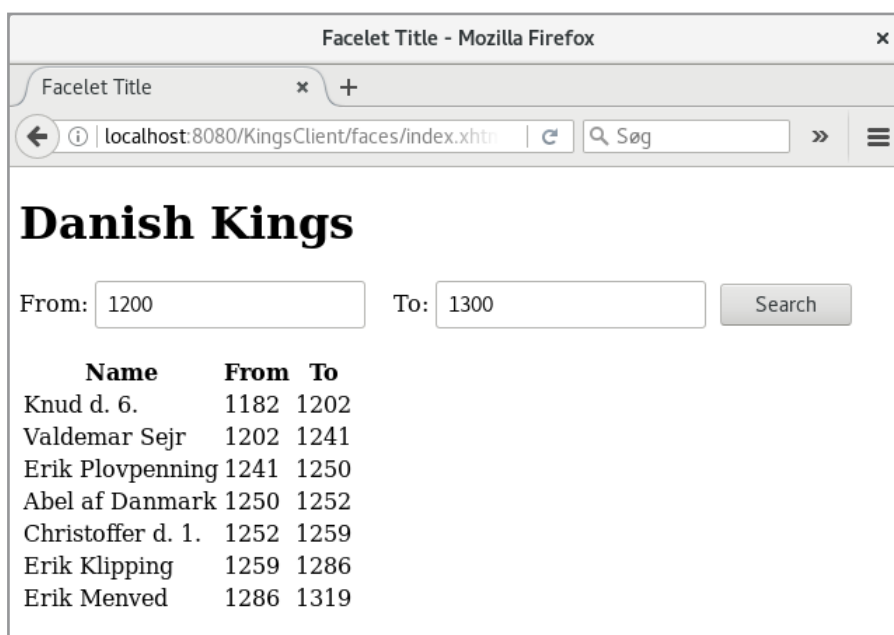 Facelet Title - Mozilla Firefox
Facelet Title
localhost:8080/KingsClient/faces/index.xhtm
Søg
Danish Kings
From: 1200 To: 1300 Search
Name From To
Knud d. 6. 1182 1202
Valdemar Sejr 1202 1241
Erik Plovpenning 1241 1250
Abel af Danmark 1250 1252
Christoffer d. 1. 1252 1259
Erik Klipping 1259 1286
Erik Menved 1286 1319